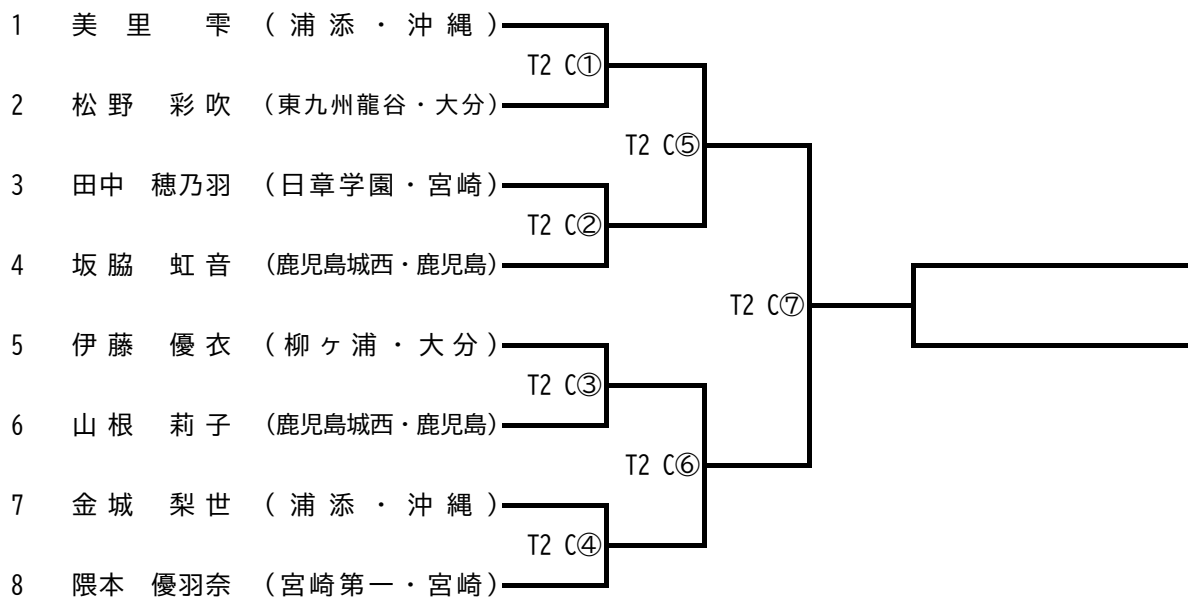 1 美里 雫 (浦添・沖縄)
T2 C①
2 松野 彩吹 (東九州龍谷・大分)
T2 C⑤
3 田中 穂乃羽 (日章学園・宮崎)
T2 C②
4 坂脇 虹音 (鹿児島城西・鹿児島)
T2 C⑦
5 伊藤 優衣 (柳ヶ浦・大分)
T2 C③
6 山根 莉子 (鹿児島城西・鹿児島)
T2 C⑥
7 金城 梨世 (浦添・沖縄)
T2 C④
8 隈本 優羽奈 (宮崎第一・宮崎)